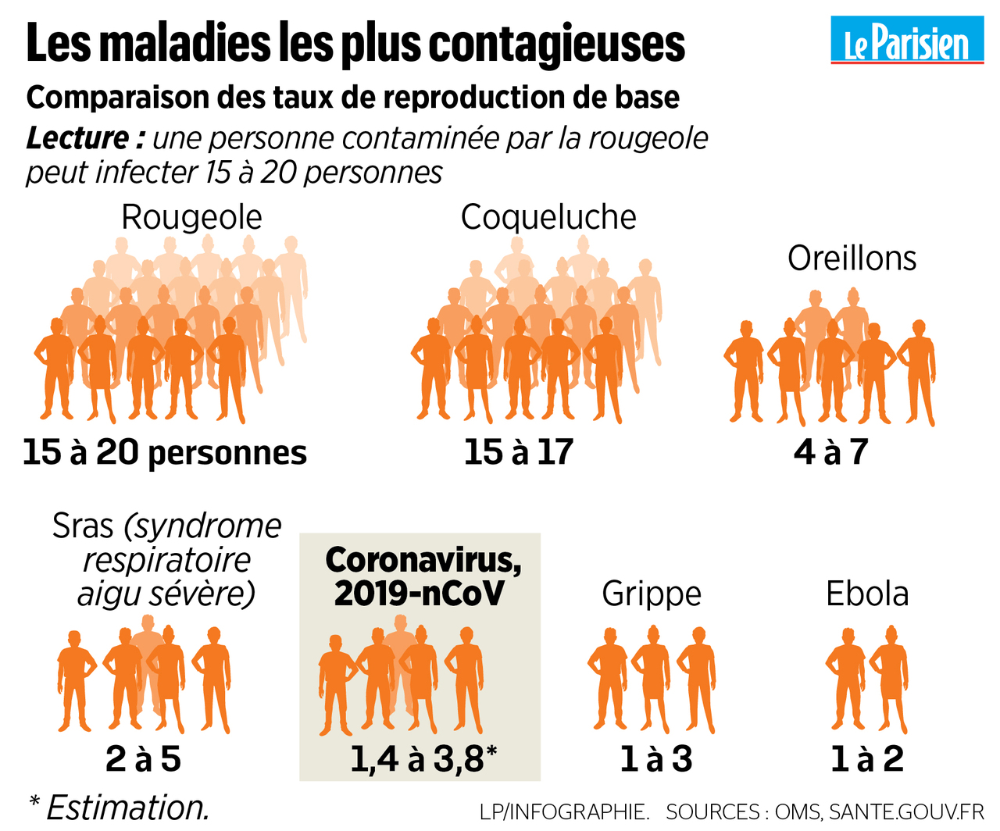 Les maladies les plus contagieuses
Le Parisien
Comparaison des taux de reproduction de base
Lecture : une personne contaminée par la rougeole
peut infecter 15 à 20 personnes
Rougeole
15 à 20 personnes
Coqueluche
15 à 17
Oreillons
4 à 7
Sras (syndrome
respiratoire
aigu sévère)
2 à 5
Coronavirus,
2019-nCoV
1,4 à 3,8*
Grippe
1 à 3
Ebola
1 à 2
* Estimation.
LP/INFOGRAPHIE. SOURCES : OMS, SANTE.GOUV.FR